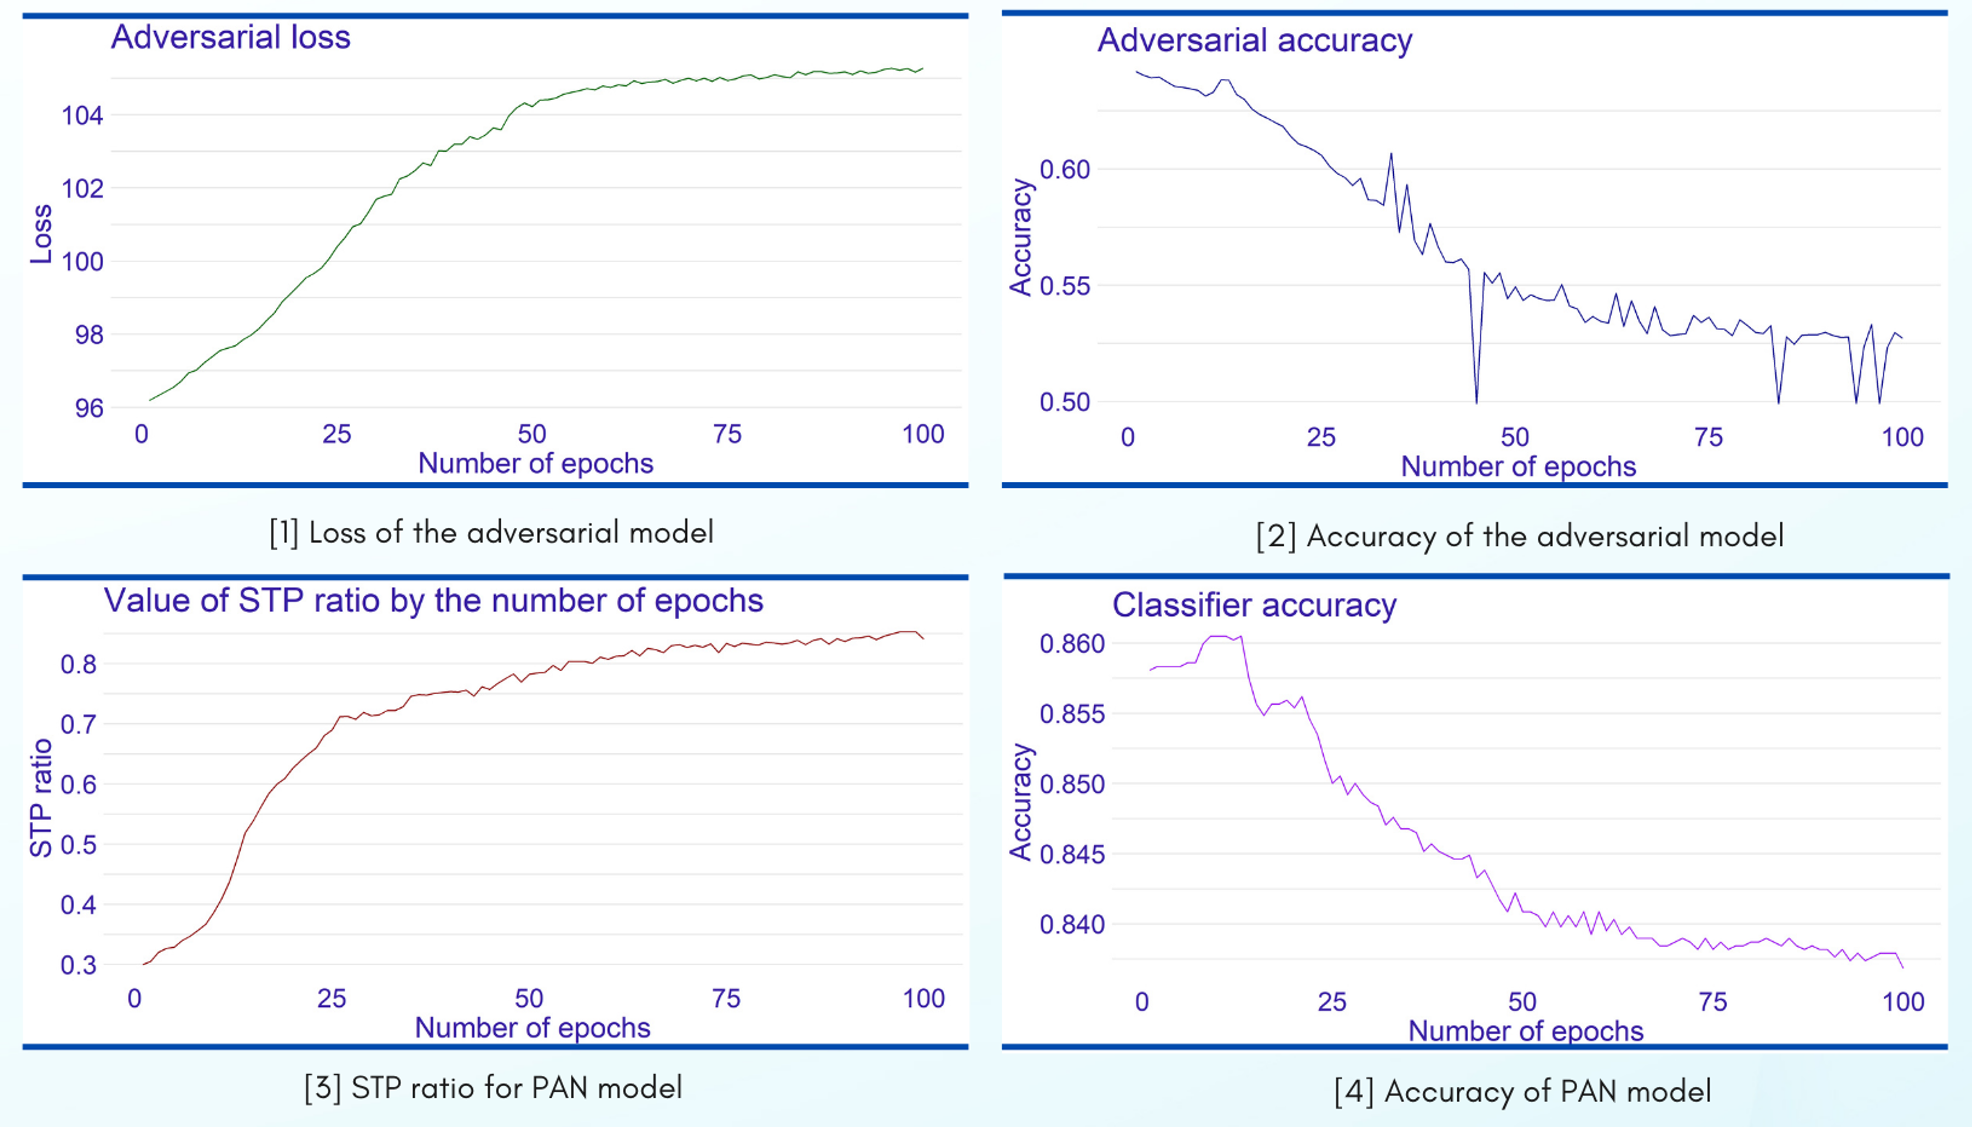 Adversarial loss
104
102
100
98
96
Loss
0 25 50 75 100
Number of epochs
[1] Loss of the adversarial model
Adversarial accuracy
0.60
0.55
0.50
Accuracy
0 25 50 75 100
Number of epochs
[2] Accuracy of the adversarial model
Value of STP ratio by the number of epochs
0.8
0.7
0.6
0.5
0.4
0.3
STP ratio
0 25 50 75 100
Number of epochs
[3] STP ratio for PAN model
Classifier accuracy
0.860
0.855
0.850
0.845
0.840
Accuracy
0 25 50 75 100
Number of epochs
[4] Accuracy of PAN model